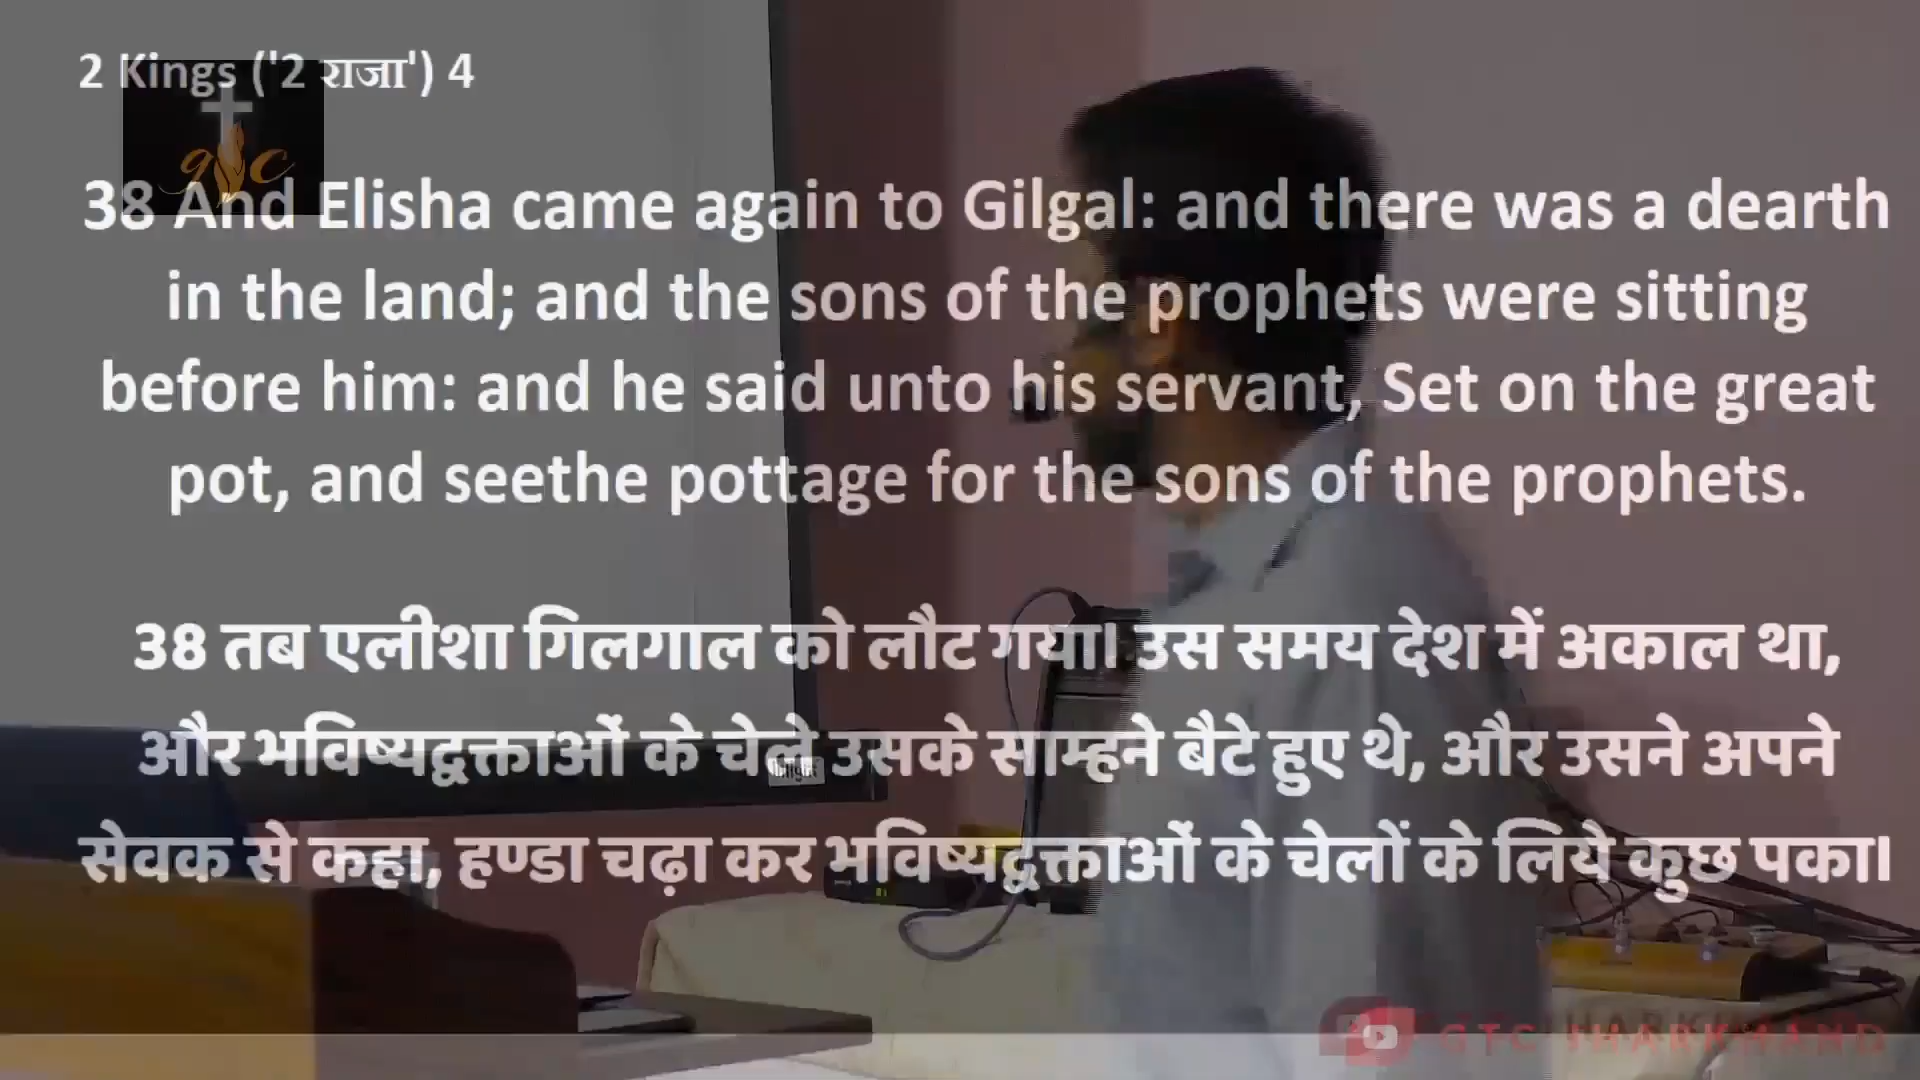 2 Kings ('2 राजा') 4
gtc
38 And Elisha came again to Gilgal: and there was a dearth
in the land; and the sons of the prophets were sitting
before him: and he said unto his servant, Set on the great
pot, and seethe pottage for the sons of the prophets.
38 तब एलीशा गिलगाल को लौट गया। उस समय देश में अकाल था,
और भविष्यद्वक्ताओं के चेले उसके साम्हने बैटे हुए थे, और उसने अपने
सेवक से कहा, हण्डा चढ़ा कर भविष्यद्वक्ताओं के चेलों के लिये कुछ पका।
GTC JHARKHAND